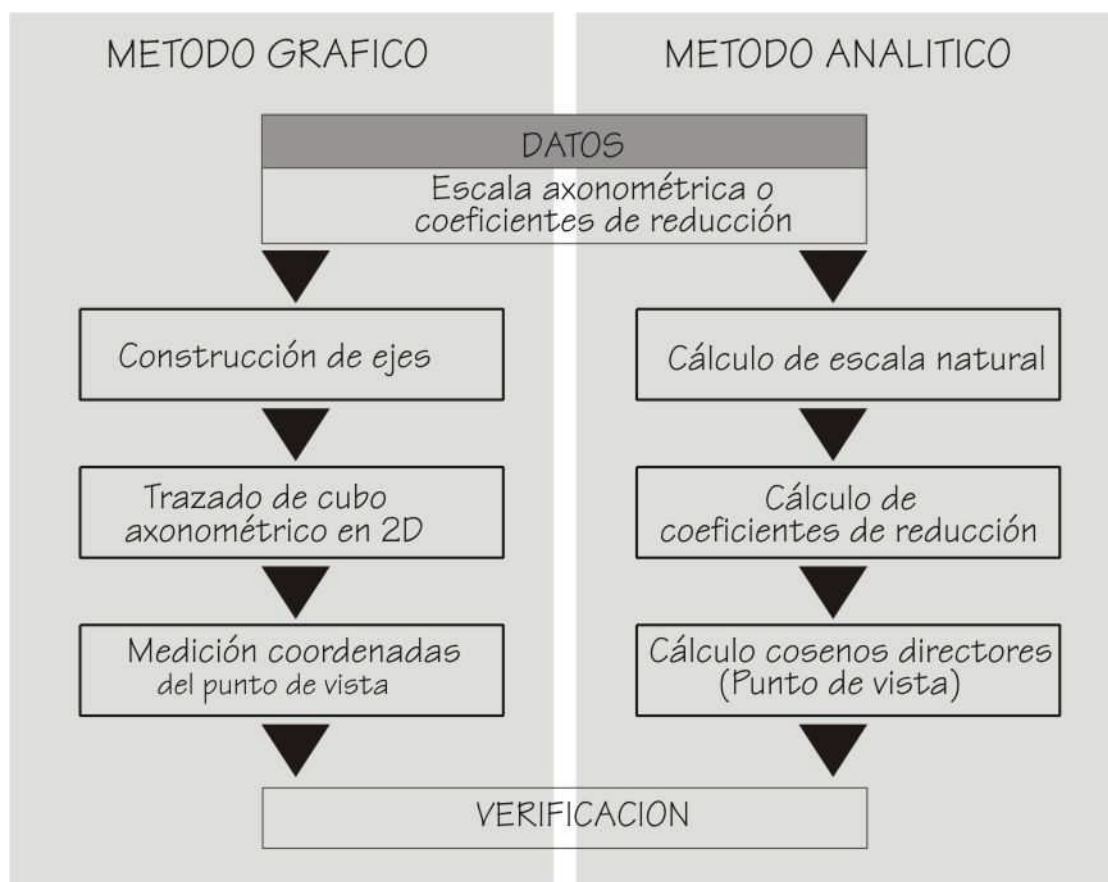 METODO GRAFICO
METODO ANALITICO
DATOS
Escala axonométrica o
coeficientes de reducción
Construcción de ejes
Cálculo de escala natural
Trazado de cubo
axonométrico en 2D
Cálculo de
coeficientes de reducción
Medición coordenadas
del punto de vista
Cálculo cosenos directores
(Punto de vista)
VERIFICACION